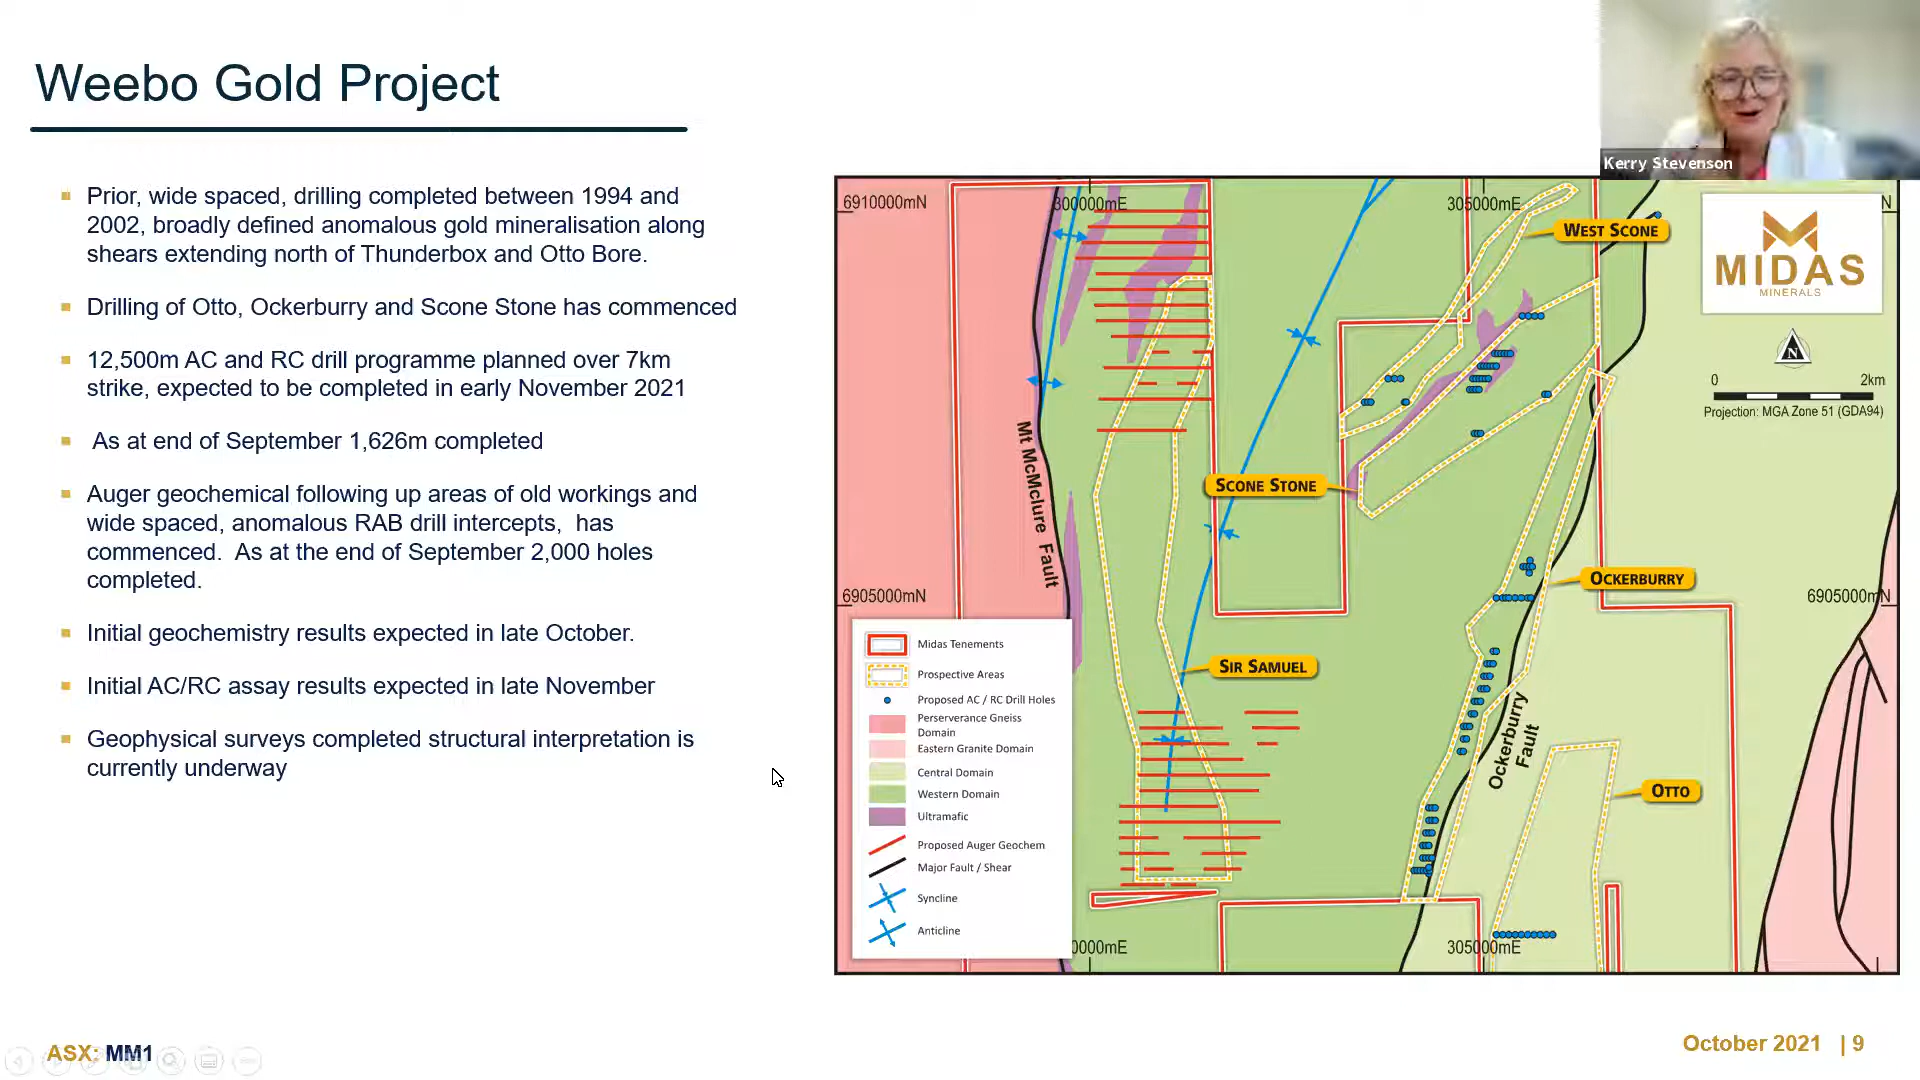 Weebo Gold Project
Kerry Stevenson
Prior, wide spaced, drilling completed between 1994 and
2002, broadly defined anomalous gold mineralisation along
shears extending north of Thunderbox and Otto Bore.
Drilling of Otto, Ockerburry and Scone Stone has commenced
12,500m AC and RC drill programme planned over 7km
strike, expected to be completed in early November 2021
As at end of September 1,626m completed
Auger geochemical following up areas of old workings and
wide spaced, anomalous RAB drill intercepts,  has
commenced.  As at the end of September 2,000 holes
completed.
Initial geochemistry results expected in late October.
Initial AC/RC assay results expected in late November
Geophysical surveys completed structural interpretation is
currently underway
6910000mN
300000mE
305000mE
N
WEST SCONE
MIDAS
MINERALS
N
0 2km
Projection: MGA Zone 51 (GDA94)
Mt McMclure Fault
SCONE STONE
OCKERBURRY
6905000mN
6905000mN
SIR SAMUEL
Ockerburry
Fault
OTTO
Midas Tenements
Prospective Areas
Proposed AC / RC Drill Holes
Perserverance Gneiss
Domain
Eastern Granite Domain
Central Domain
Western Domain
Ultramafic
Proposed Auger Geochem
Major Fault / Shear
Syncline
Anticline
0000mE
305000mE
ASX: MM1
October 2021 | 9